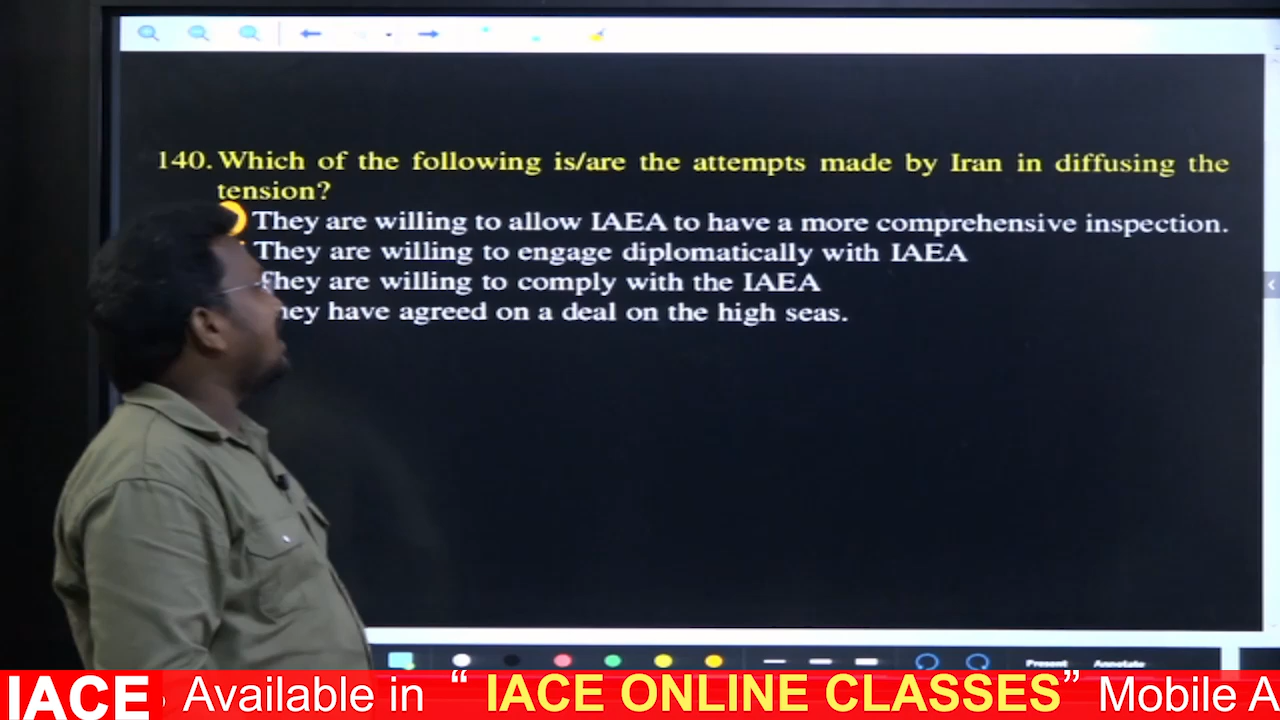 140. Which of the following is/are the attempts made by Iran in diffusing the
tension?
They are willing to allow IAEA to have a more comprehensive inspection.
They are willing to engage diplomatically with IAEA
They are willing to comply with the IAEA
hey have agreed on a deal on the high seas.
Present Annotate
IACE Available in “ IACE ONLINE CLASSES” Mobile A